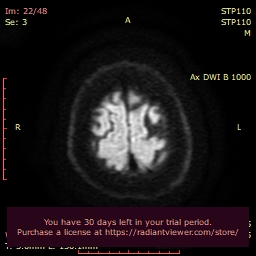 Im: 22/48
Se: 3
A
STP110
STP110
M
Ax DWI B 1000
R
L
You have 30 days left in your trial period.
Purchase a license at https://radiantviewer.com/store/